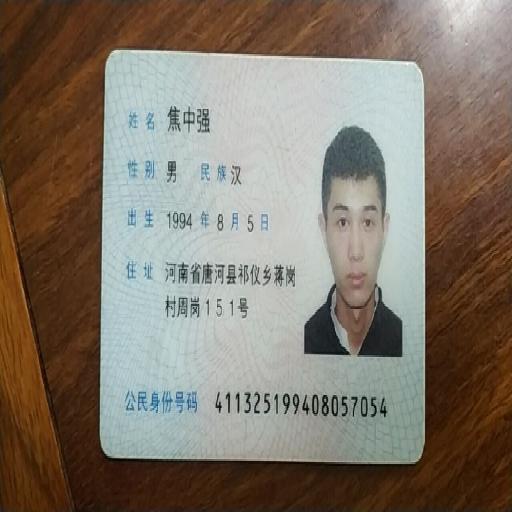 姓名 焦中强
性别 男 民族 汉
出生 1994 年 8 月 5 日
住址 河南省唐河县祁仪乡蒋岗
村周岗151号
公民身份号码 411325199408057054